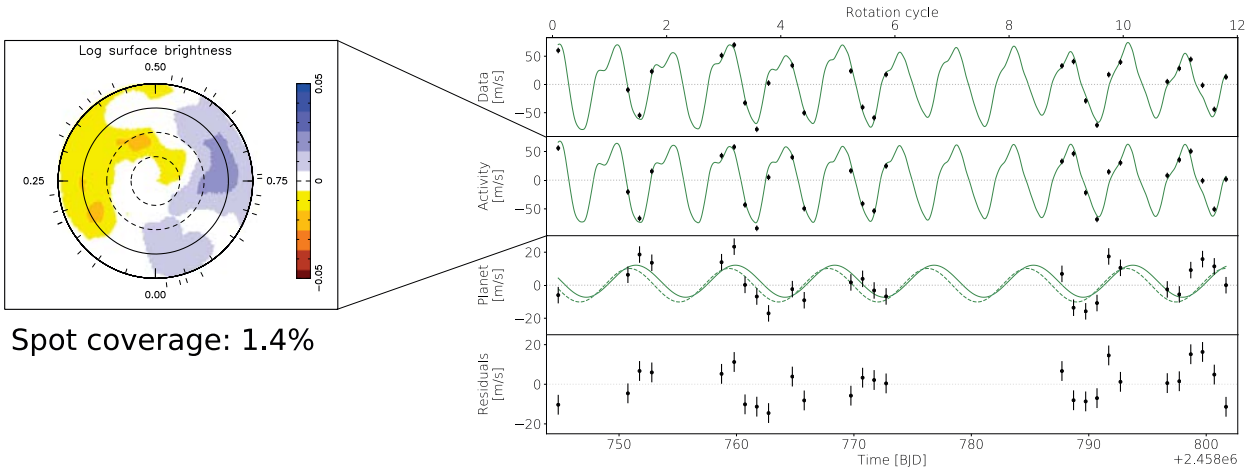 Log surface brightness
0.50
0.25
0.75
0.00
0.05
0
−0.05
Spot coverage: 1.4%
Rotation cycle
0 2 4 6 8 10 12
Data
[m/s]
50
0
−50
Activity
[m/s]
50
0
−50
Planet
[m/s]
20
0
−20
Residuals
[m/s]
20
0
−20
750 760 770 780 790 800
Time [BJD]
+2.458e6